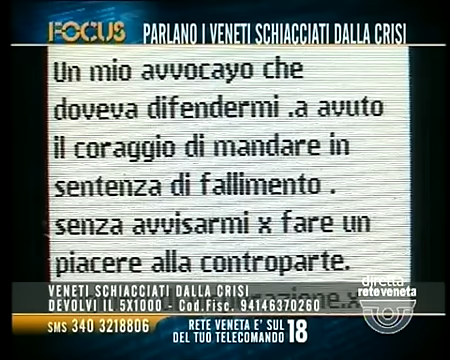 FOCUS PARLANO I VENETI SCHIACCIATI DALLA CRISI
Un mio avvocayo che
doveva difendermi .a avuto
il coraggio di mandare in
sentenza di fallimento .
senza avvisarmi x fare un
piacere alla controparte.
VENETI SCHIACCIATI DALLA CRISI
DEVOLVI IL 5X1000 - Cod.Fisc. 94146370260
diretta
reteveneta
SMS 340 3218806
RETE VENETA E' SUL
DEL TUO TELECOMANDO 18